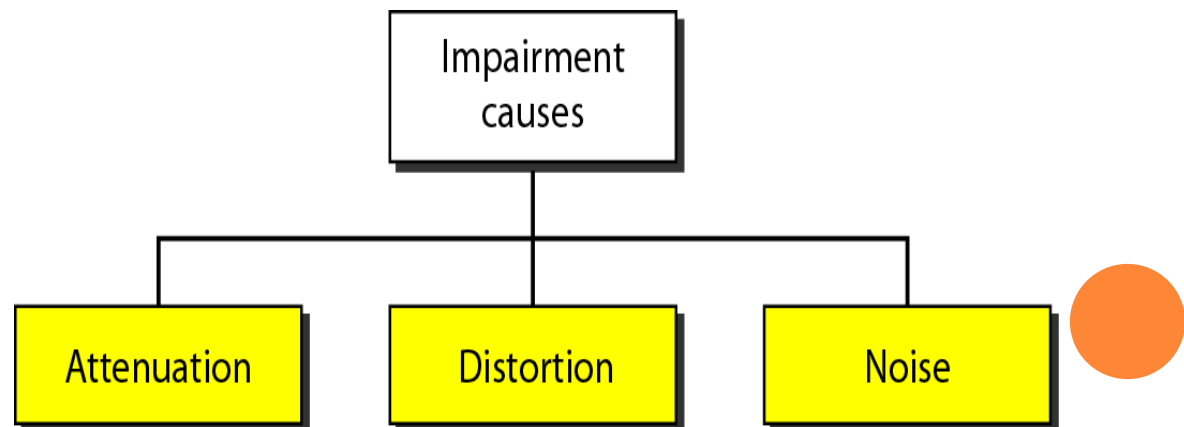 Impairment
causes
Attenuation
Distortion
Noise